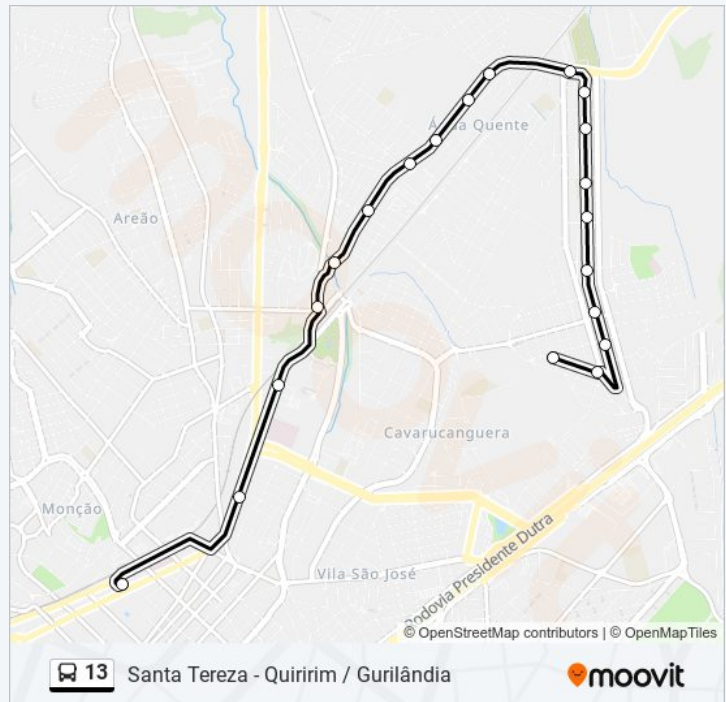 Água Quente
Areão
Cavarucanguera
Monção
Vila São José
Rodovia Presidente Dutra
© OpenStreetMap contributors | © OpenMapTiles
13 Santa Tereza - Quiririm / Gurilândia
moovit